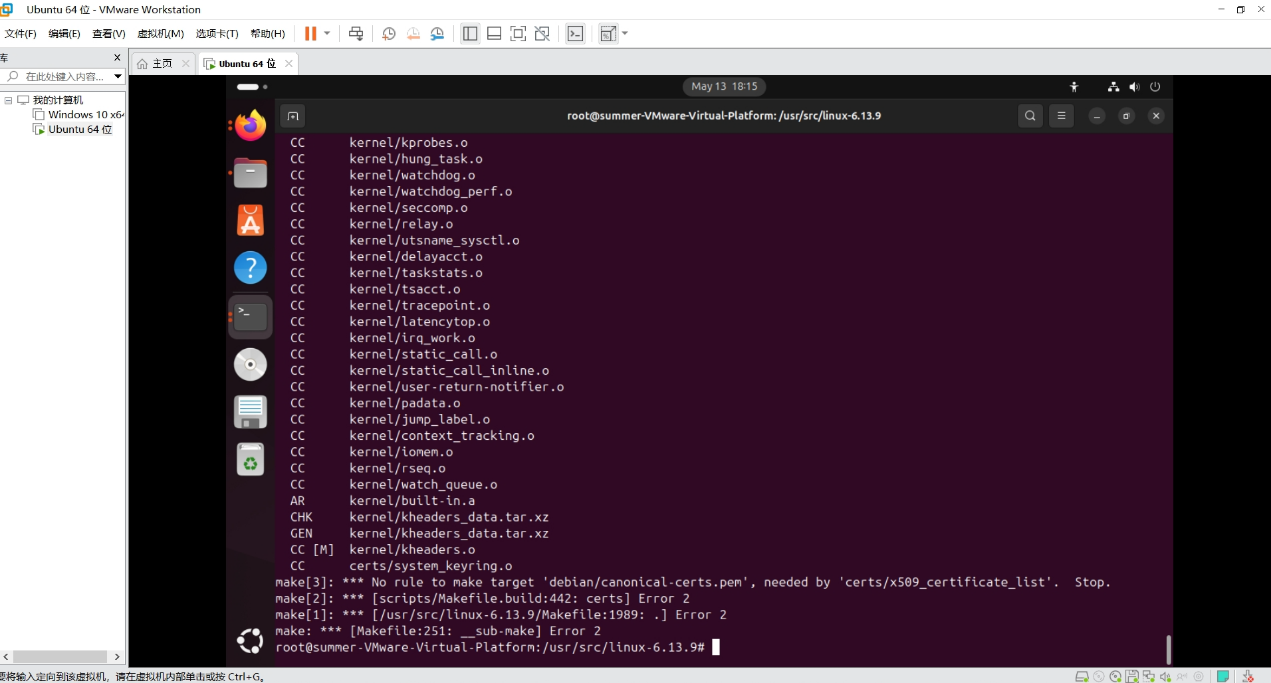 Ubuntu 64 位 - VMware Workstation
文件(F) 编辑(E) 查看(V) 虚拟机(M) 选项卡(T) 帮助(H)
库
在此处键入内容...
我的计算机
Windows 10 x6
Ubuntu 64 位
主页
Ubuntu 64 位
May 13 18:15
root@summer-VMware-Virtual-Platform: /usr/src/linux-6.13.9
CC kernel/kprobes.o
CC kernel/hung_task.o
CC kernel/watchdog.o
CC kernel/watchdog_perf.o
CC kernel/seccomp.o
CC kernel/relay.o
CC kernel/utsname_sysctl.o
CC kernel/delayacct.o
CC kernel/taskstats.o
CC kernel/tsacct.o
CC kernel/tracepoint.o
CC kernel/latencytop.o
CC kernel/irq_work.o
CC kernel/static_call.o
CC kernel/static_call_inline.o
CC kernel/user-return-notifier.o
CC kernel/padata.o
CC kernel/jump_label.o
CC kernel/context_tracking.o
CC kernel/iomem.o
CC kernel/rseq.o
CC kernel/watch_queue.o
AR kernel/built-in.a
CHK kernel/kheaders_data.tar.xz
GEN kernel/kheaders_data.tar.xz
CC [M] kernel/kheaders.o
CC certs/system_keyring.o
make[3]: *** No rule to make target 'debian/canonical-certs.pem', needed by 'certs/x509_certificate_list'. Stop.
make[2]: *** [scripts/Makefile.build:442: certs] Error 2
make[1]: *** [/usr/src/linux-6.13.9/Makefile:1989: .] Error 2
make: *** [Makefile:251: __sub-make] Error 2
root@summer-VMware-Virtual-Platform:/usr/src/linux-6.13.9#
要将输入定向到该虚拟机，请在虚拟机内部单击或按 Ctrl+G。